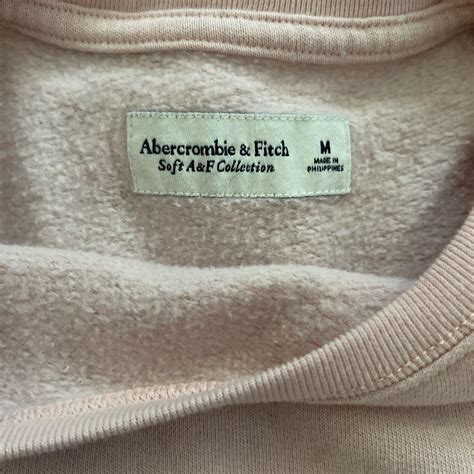 Abercrombie & Fitch
Soft A&F Collection
M
MADE IN
PHILIPPINES